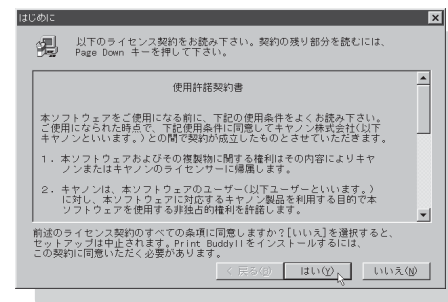 はじめに
以下のライセンス契約をお読み下さい。契約の残り部分を読むには、
Page Down キーを押して下さい。
使用許諾契約書
本ソフトウェアをご使用になる前に、下記の使用条件をよくお読み下さい。
ご使用になられた時点で、下記使用条件に同意してキヤノン株式会社(以下
キヤノンといいます。)との間で契約が成立したものとさせていただきます。
1. 本ソフトウェアおよびその複製物に関する権利はその内容によりキヤ
ノンまたはキヤノンのライセンサーに帰属します。
2. キヤノンは、本ソフトウェアのユーザー(以下ユーザーといいます。)
に対し、本ソフトウェアに対応するキヤノン製品を利用する目的で本
ソフトウェアを使用する非独占的権利を許諾します。
前述のライセンス契約のすべての条項に同意しますか?[いいえ]を選択すると、
セットアップは中止されます。Print BuddyIIをインストールするには、
この契約に同意いただく必要があります。
< 戻る(B) はい(Y) いいえ(N)